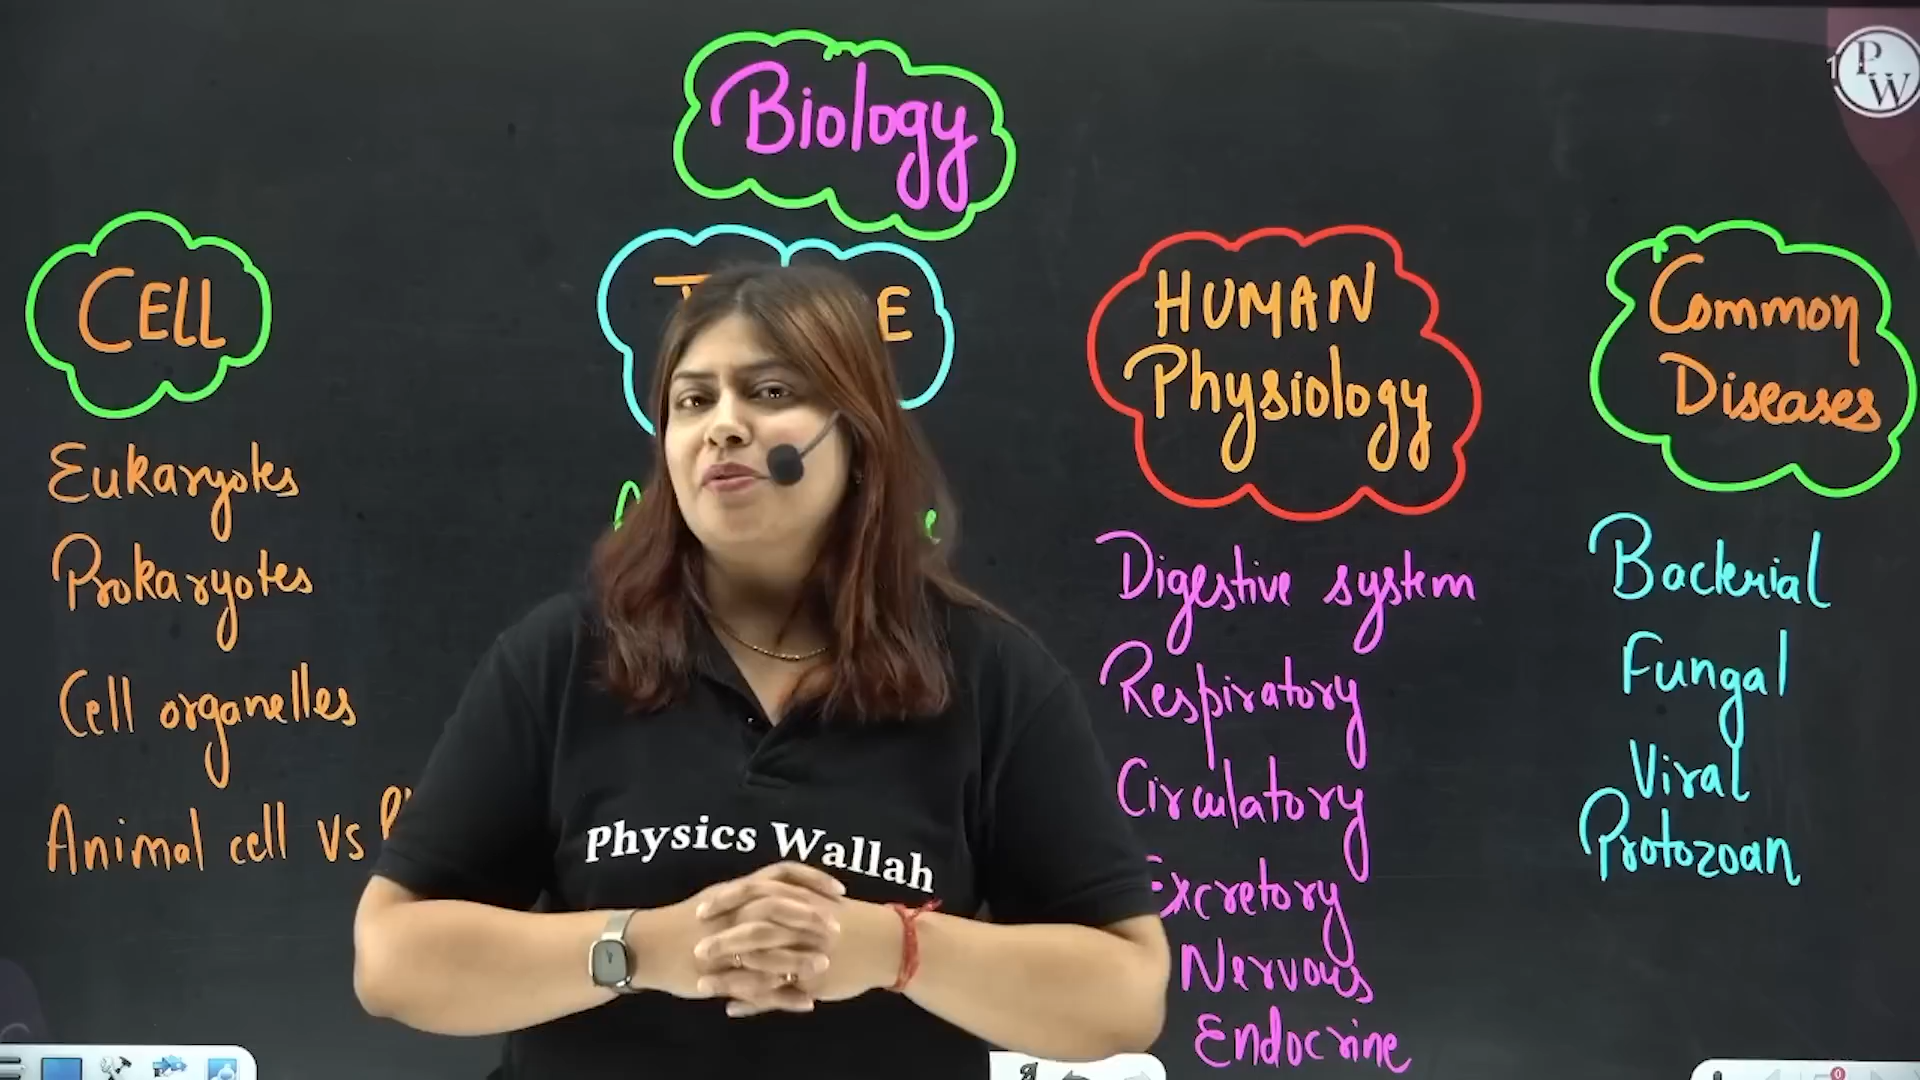 Biology
P
W
CELL
Eukaryotes
Prokaryotes
Cell organelles
Animal cell vs
HUMAN
Physiology
Digestive system
Respiratory
Circulatory
Excretory
Nervous
Endocrine
Common
Diseases
Bacterial
Fungal
Viral
Protozoan
Physics Wallah